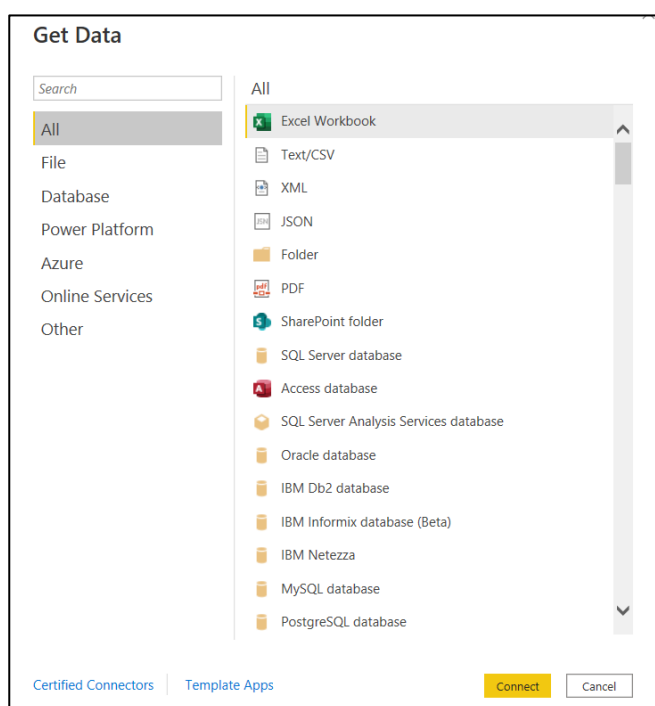 Get Data
Search
All
File
Database
Power Platform
Azure
Online Services
Other
All
Excel Workbook
Text/CSV
XML
JSON
Folder
PDF
SharePoint folder
SQL Server database
Access database
SQL Server Analysis Services database
Oracle database
IBM Db2 database
IBM Informix database (Beta)
IBM Netezza
MySQL database
PostgreSQL database
Certified Connectors
Template Apps
Connect
Cancel